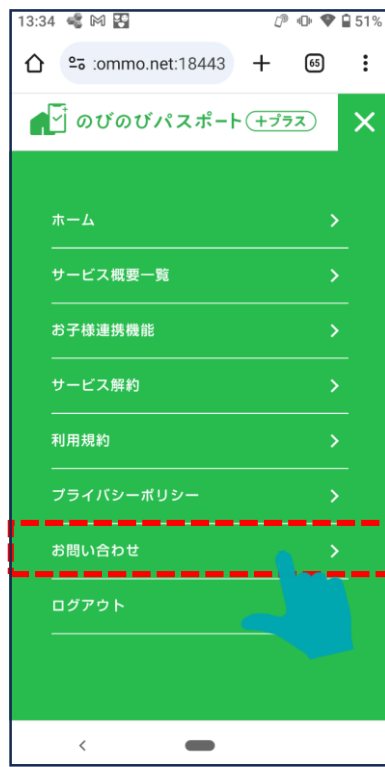 13:34 51%
:ommo.net:18443 65
のびのびパスポート +プラス
ホーム
サービス概要一覧
お子様連携機能
サービス解約
利用規約
プライバシーポリシー
お問い合わせ
ログアウト